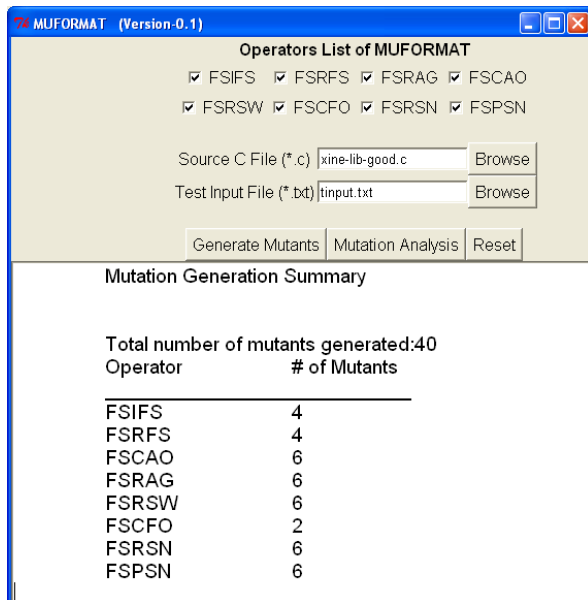 MUFORMAT (Version-0.1)
Operators List of MUFORMAT
FSIFS FSRFS FSRAG FSCAO
FSRSW FSCFO FSRSN FSPSN
Source C File (*.c) xine-lib-good.c Browse
Test Input File (*.txt) tinput.txt Browse
Generate Mutants Mutation Analysis Reset
Mutation Generation Summary
Total number of mutants generated:40
Operator # of Mutants
FSIFS 4
FSRFS 4
FSCAO 6
FSRAG 6
FSRSW 6
FSCFO 2
FSRSN 6
FSPSN 6